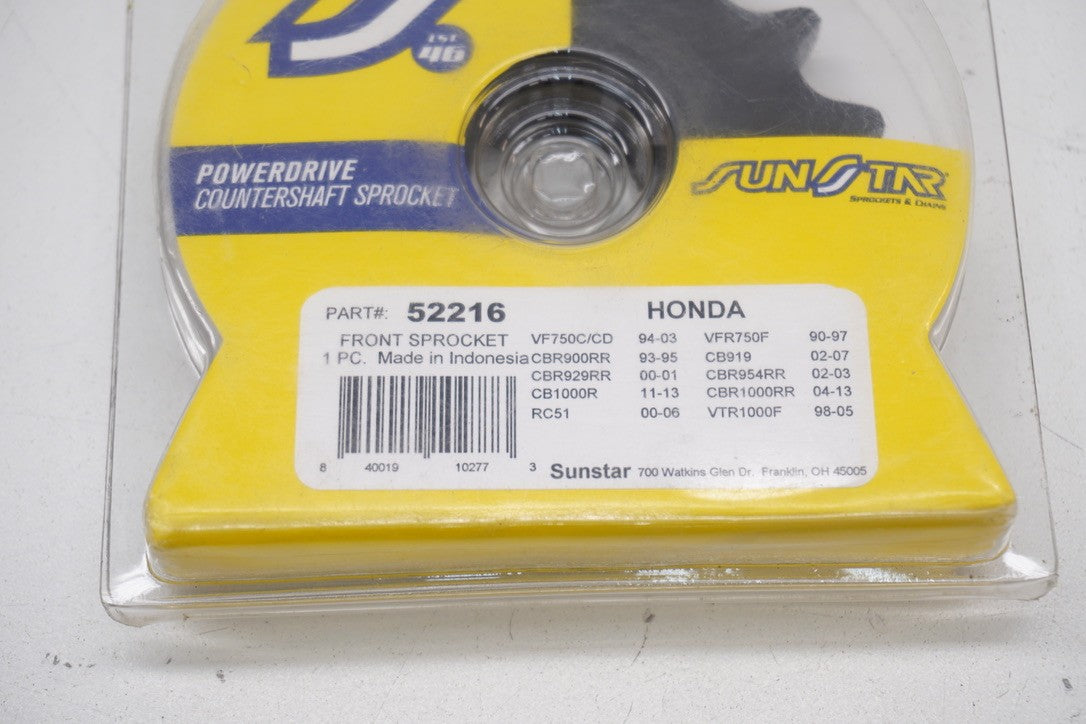 1ST
46
POWERDRIVE
COUNTERSHAFT SPROCKET
SUNSTAR
SPROCKETS & CHAINS
PART#: 52216 HONDA
FRONT SPROCKET
1 PC. Made in Indonesia
VF750C/CD 94-03 VFR750F 90-97
CBR900RR 93-95 CB919 02-07
CBR929RR 00-01 CBR954RR 02-03
CB1000R 11-13 CBR1000RR 04-13
RC51 00-06 VTR1000F 98-05
8 40019 10277 3
Sunstar 700 Watkins Glen Dr. Franklin, OH 45005